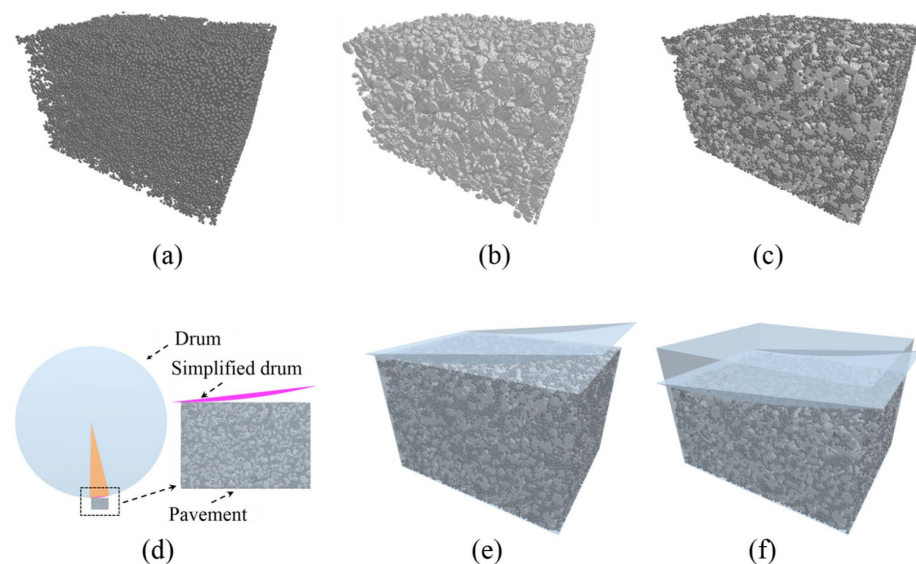 (a)
(b)
(c)
Drum
Simplified drum
Pavement
(d)
(e)
(f)